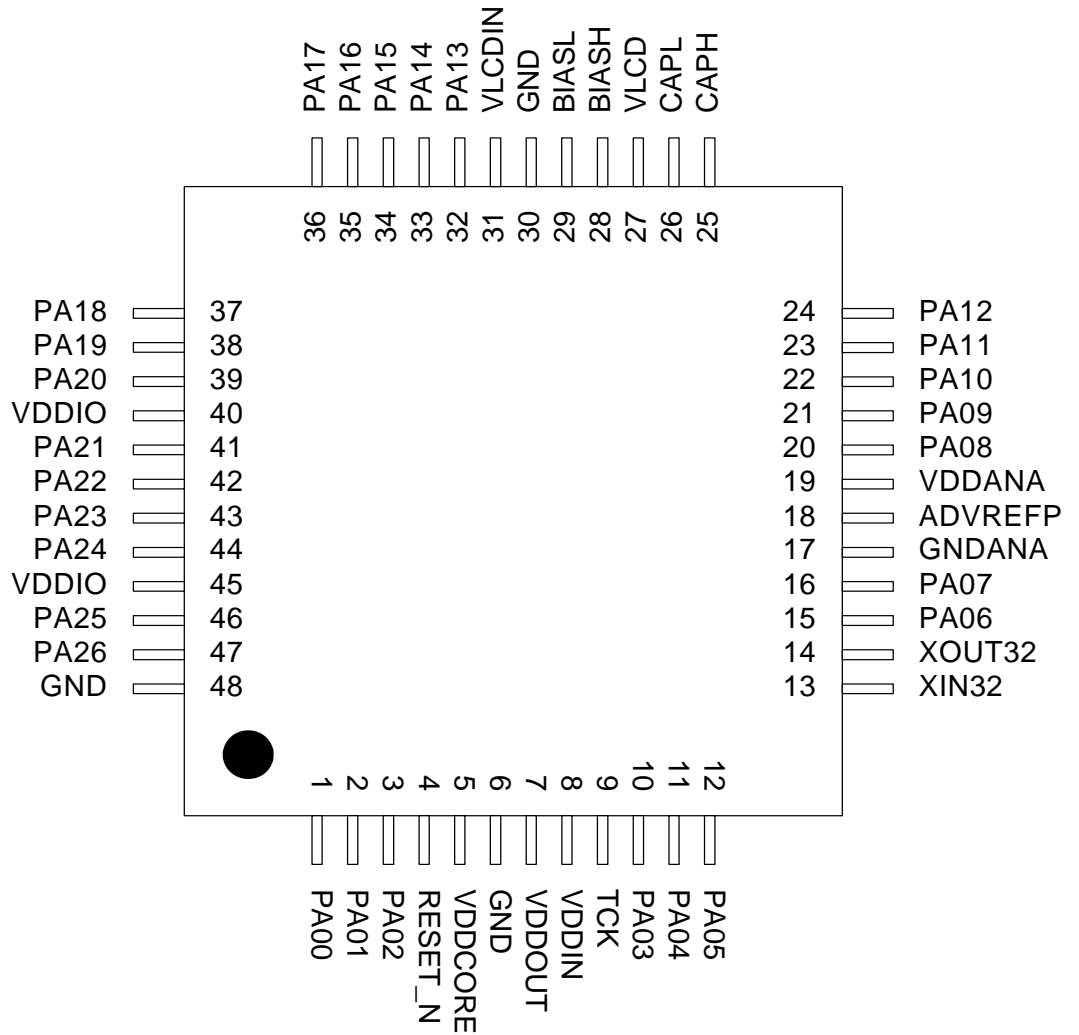 PA17 PA16 PA15 PA14 PA13 VLCDIN GND BIASL BIASH VLCD CAPL CAPH
36 35 34 33 32 31 30 29 28 27 26 25
PA18 37 24 PA12
PA19 38 23 PA11
PA20 39 22 PA10
VDDIO 40 21 PA09
PA21 41 20 PA08
PA22 42 19 VDDANA
PA23 43 18 ADVREFP
PA24 44 17 GNDANA
VDDIO 45 16 PA07
PA25 46 15 PA06
PA26 47 14 XOUT32
GND 48 13 XIN32
1 2 3 4 5 6 7 8 9 10 11 12
PA00 PA01 PA02 RESET_N VDDCORE GND VDDOUT VDDIN TCK PA03 PA04 PA05